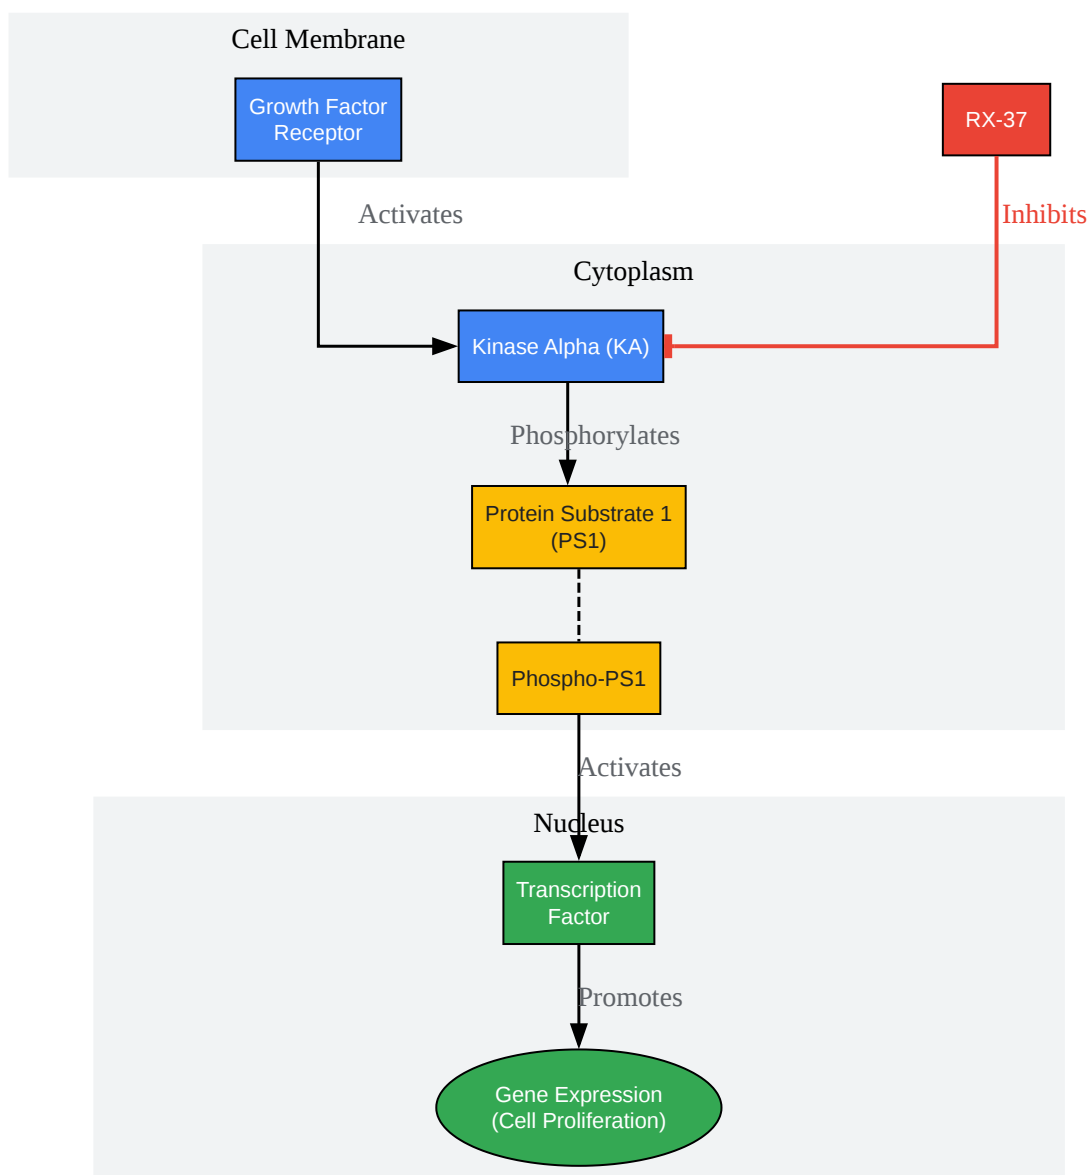 Cell Membrane
Growth Factor
Receptor
RX-37
Activates
Inhibits
Cytoplasm
Kinase Alpha (KA)
Phosphorylates
Protein Substrate 1
(PS1)
Phospho-PS1
Activates
Nucleus
Transcription
Factor
Promotes
Gene Expression
(Cell Proliferation)